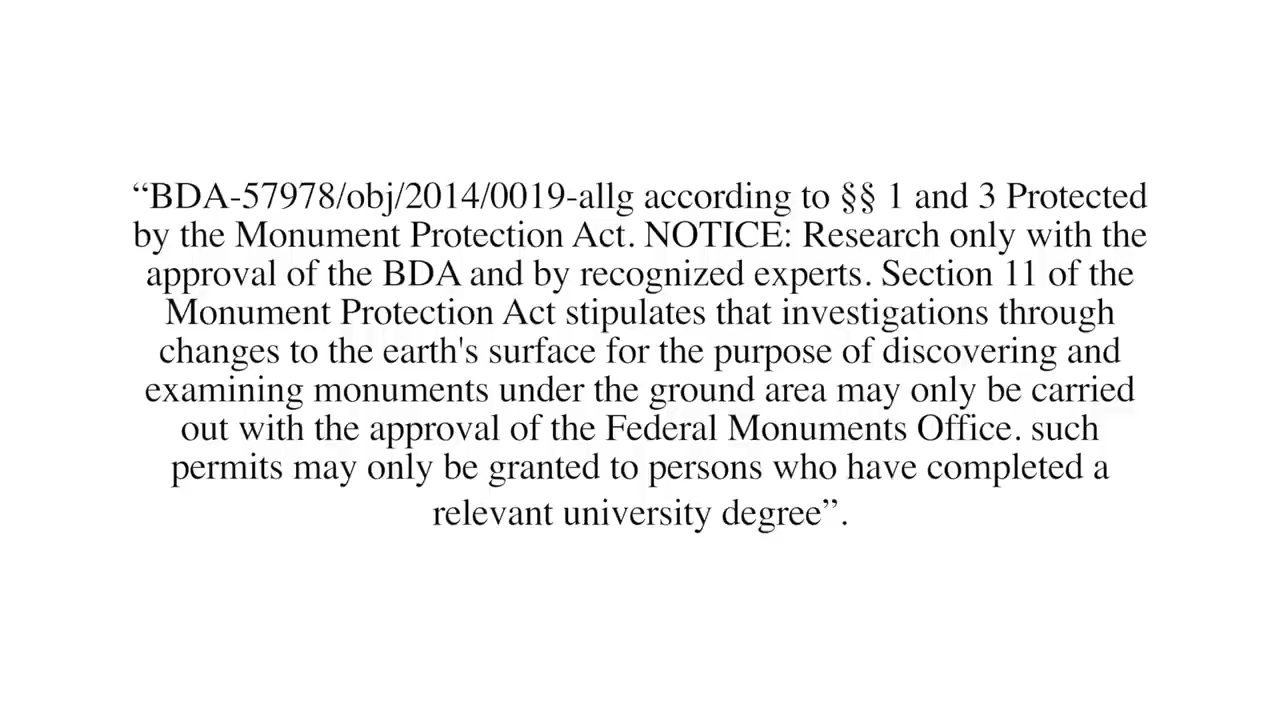 “BDA-57978/obj/2014/0019-allg according to §§ 1 and 3 Protected
by the Monument Protection Act. NOTICE: Research only with the
approval of the BDA and by recognized experts. Section 11 of the
Monument Protection Act stipulates that investigations through
changes to the earth's surface for the purpose of discovering and
examining monuments under the ground area may only be carried
out with the approval of the Federal Monuments Office. such
permits may only be granted to persons who have completed a
relevant university degree”.